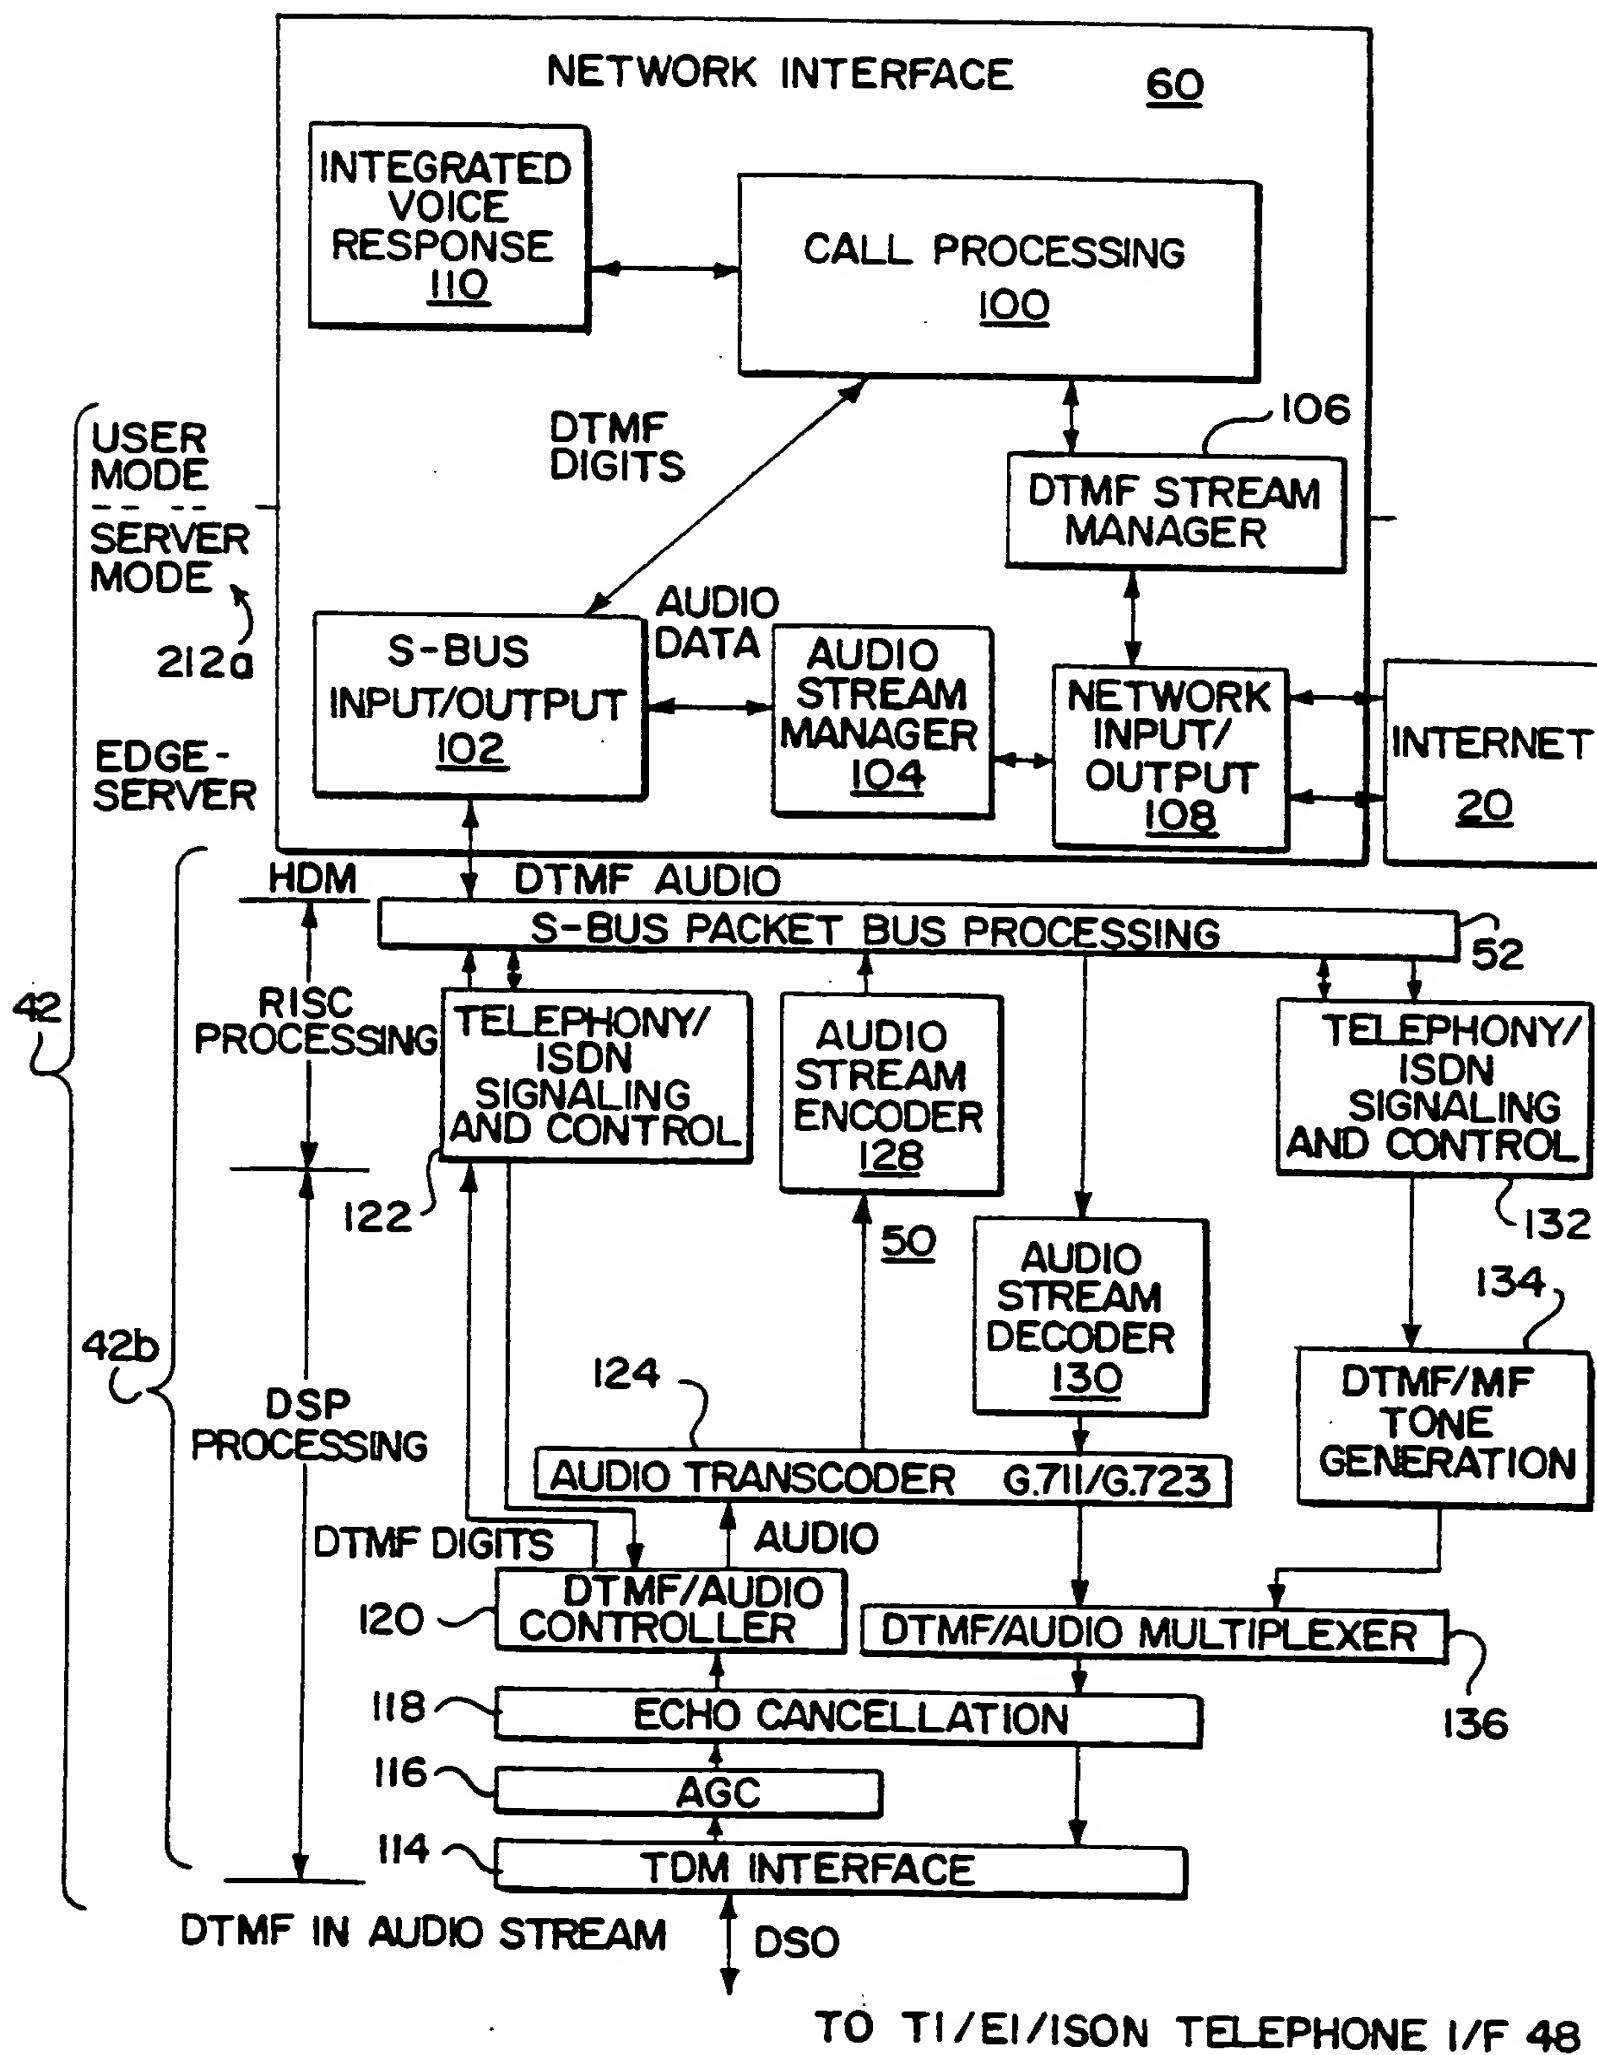 NETWORK INTERFACE
60
INTEGRATED
VOICE
RESPONSE
110
CALL PROCESSING
100
DTMF
DIGITS
106
USER
MODE
DTMF STREAM
MANAGER
SERVER
MODE
212a
S-BUS
INPUT/OUTPUT
102
AUDIO
DATA
AUDIO
STREAM
MANAGER
104
NETWORK
INPUT/
OUTPUT
108
INTERNET
20
EDGE-
SERVER
HDM
DTMF AUDIO
S-BUS PACKET BUS PROCESSING
52
42
RISC
PROCESSING
TELEPHONY/
ISDN
SIGNALING
AND CONTROL
122
AUDIO
STREAM
ENCODER
128
50
TELEPHONY/
ISDN
SIGNALING
AND CONTROL
132
AUDIO
STREAM
DECODER
130
134
DTMF/MF
TONE
GENERATION
42b
124
DSP
PROCESSING
AUDIO TRANSCODER G.711/G.723
DTMF DIGITS
AUDIO
120
DTMF/AUDIO
CONTROLLER
DTMF/AUDIO MULTIPLEXER
136
118
ECHO CANCELLATION
116
AGC
114
TDM INTERFACE
DTMF IN AUDIO STREAM
DSO
TO T1/E1/ISON TELEPHONE I/F 48